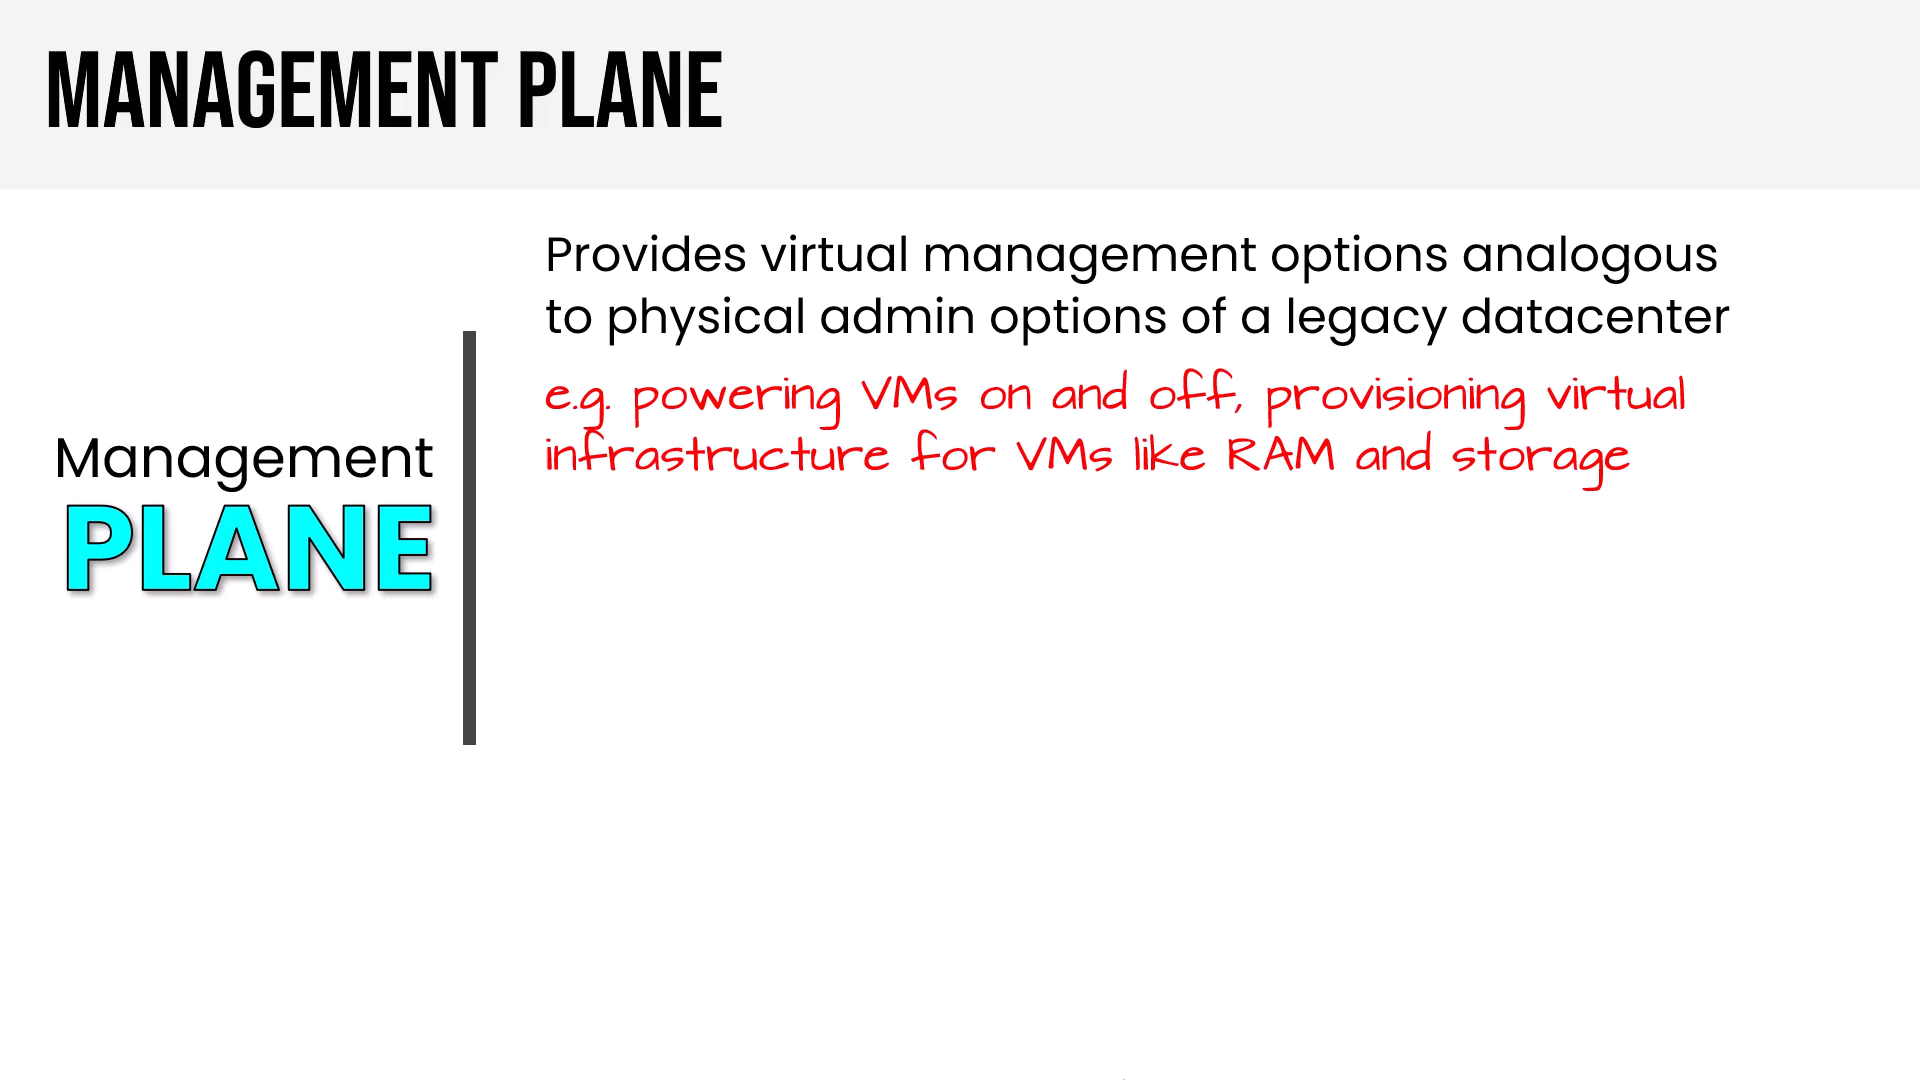 MANAGEMENT PLANE
Provides virtual management options analogous
to physical admin options of a legacy datacenter
e.g. powering VMs on and off, provisioning virtual
infrastructure for VMs like RAM and storage
Management
PLANE